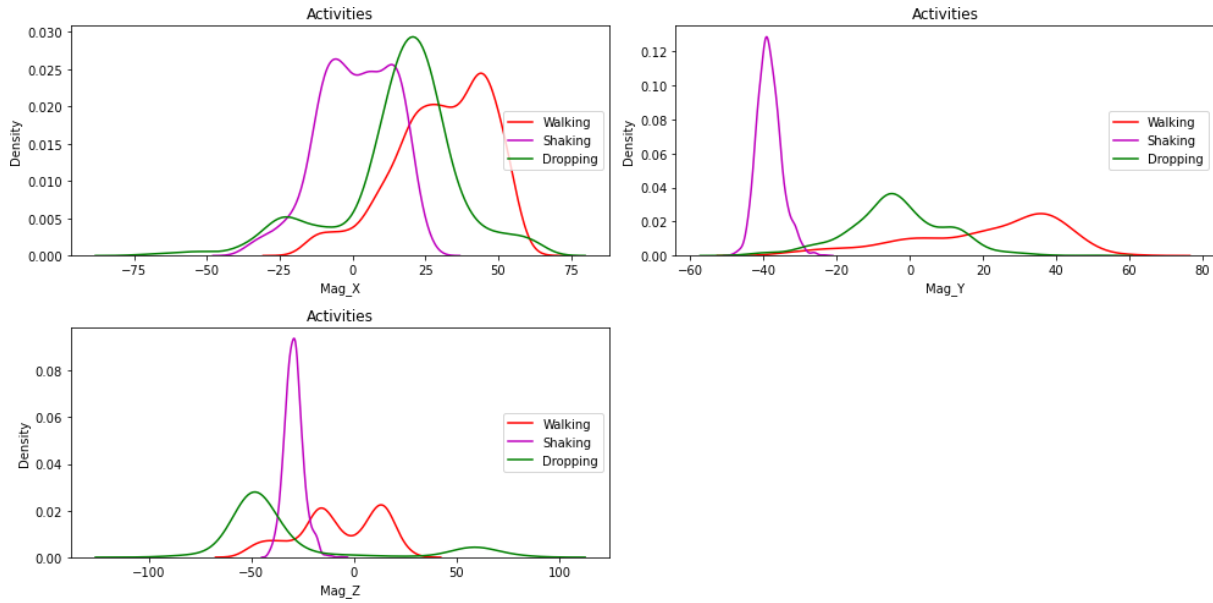 Activities
0.030
0.025
0.020
0.015
0.010
0.005
0.000
Density
Walking
Shaking
Dropping
−75 −50 −25 0 25 50 75
Mag_X
Activities
0.12
0.10
0.08
0.06
0.04
0.02
0.00
Density
Walking
Shaking
Dropping
−60 −40 −20 0 20 40 60 80
Mag_Y
Activities
0.08
0.06
0.04
0.02
0.00
Density
Walking
Shaking
Dropping
−100 −50 0 50 100
Mag_Z